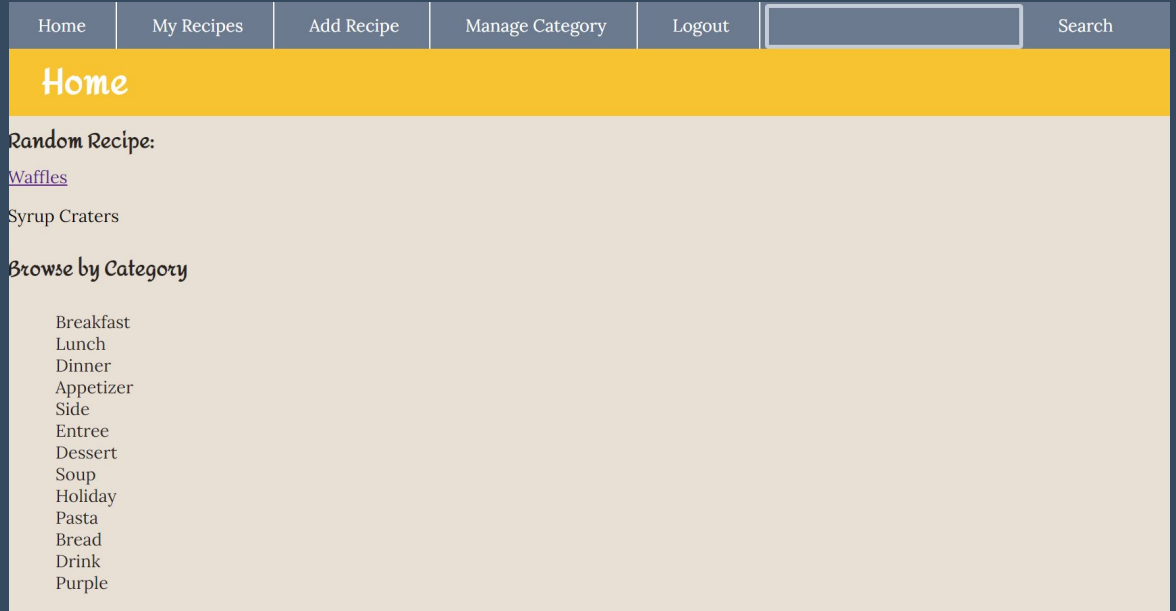 Home My Recipes Add Recipe Manage Category Logout Search
Home
Random Recipe:
Waffles
Syrup Craters
Browse by Category
Breakfast
Lunch
Dinner
Appetizer
Side
Entree
Dessert
Soup
Holiday
Pasta
Bread
Drink
Purple